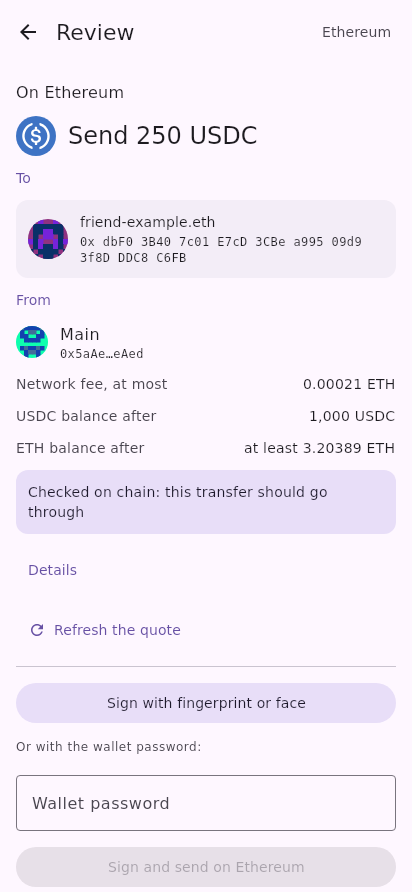 Review
Ethereum
On Ethereum
Send 250 USDC
To
friend-example.eth
0x dbF0 3B40 7c01 E7cD 3CBe a995 09d9
3f8D DDC8 C6FB
From
Main
0x5aAe…eAed
Network fee, at most
0.00021 ETH
USDC balance after
1,000 USDC
ETH balance after
at least 3.20389 ETH
Checked on chain: this transfer should go
through
Details
Refresh the quote
Sign with fingerprint or face
Or with the wallet password:
Wallet password
Sign and send on Ethereum